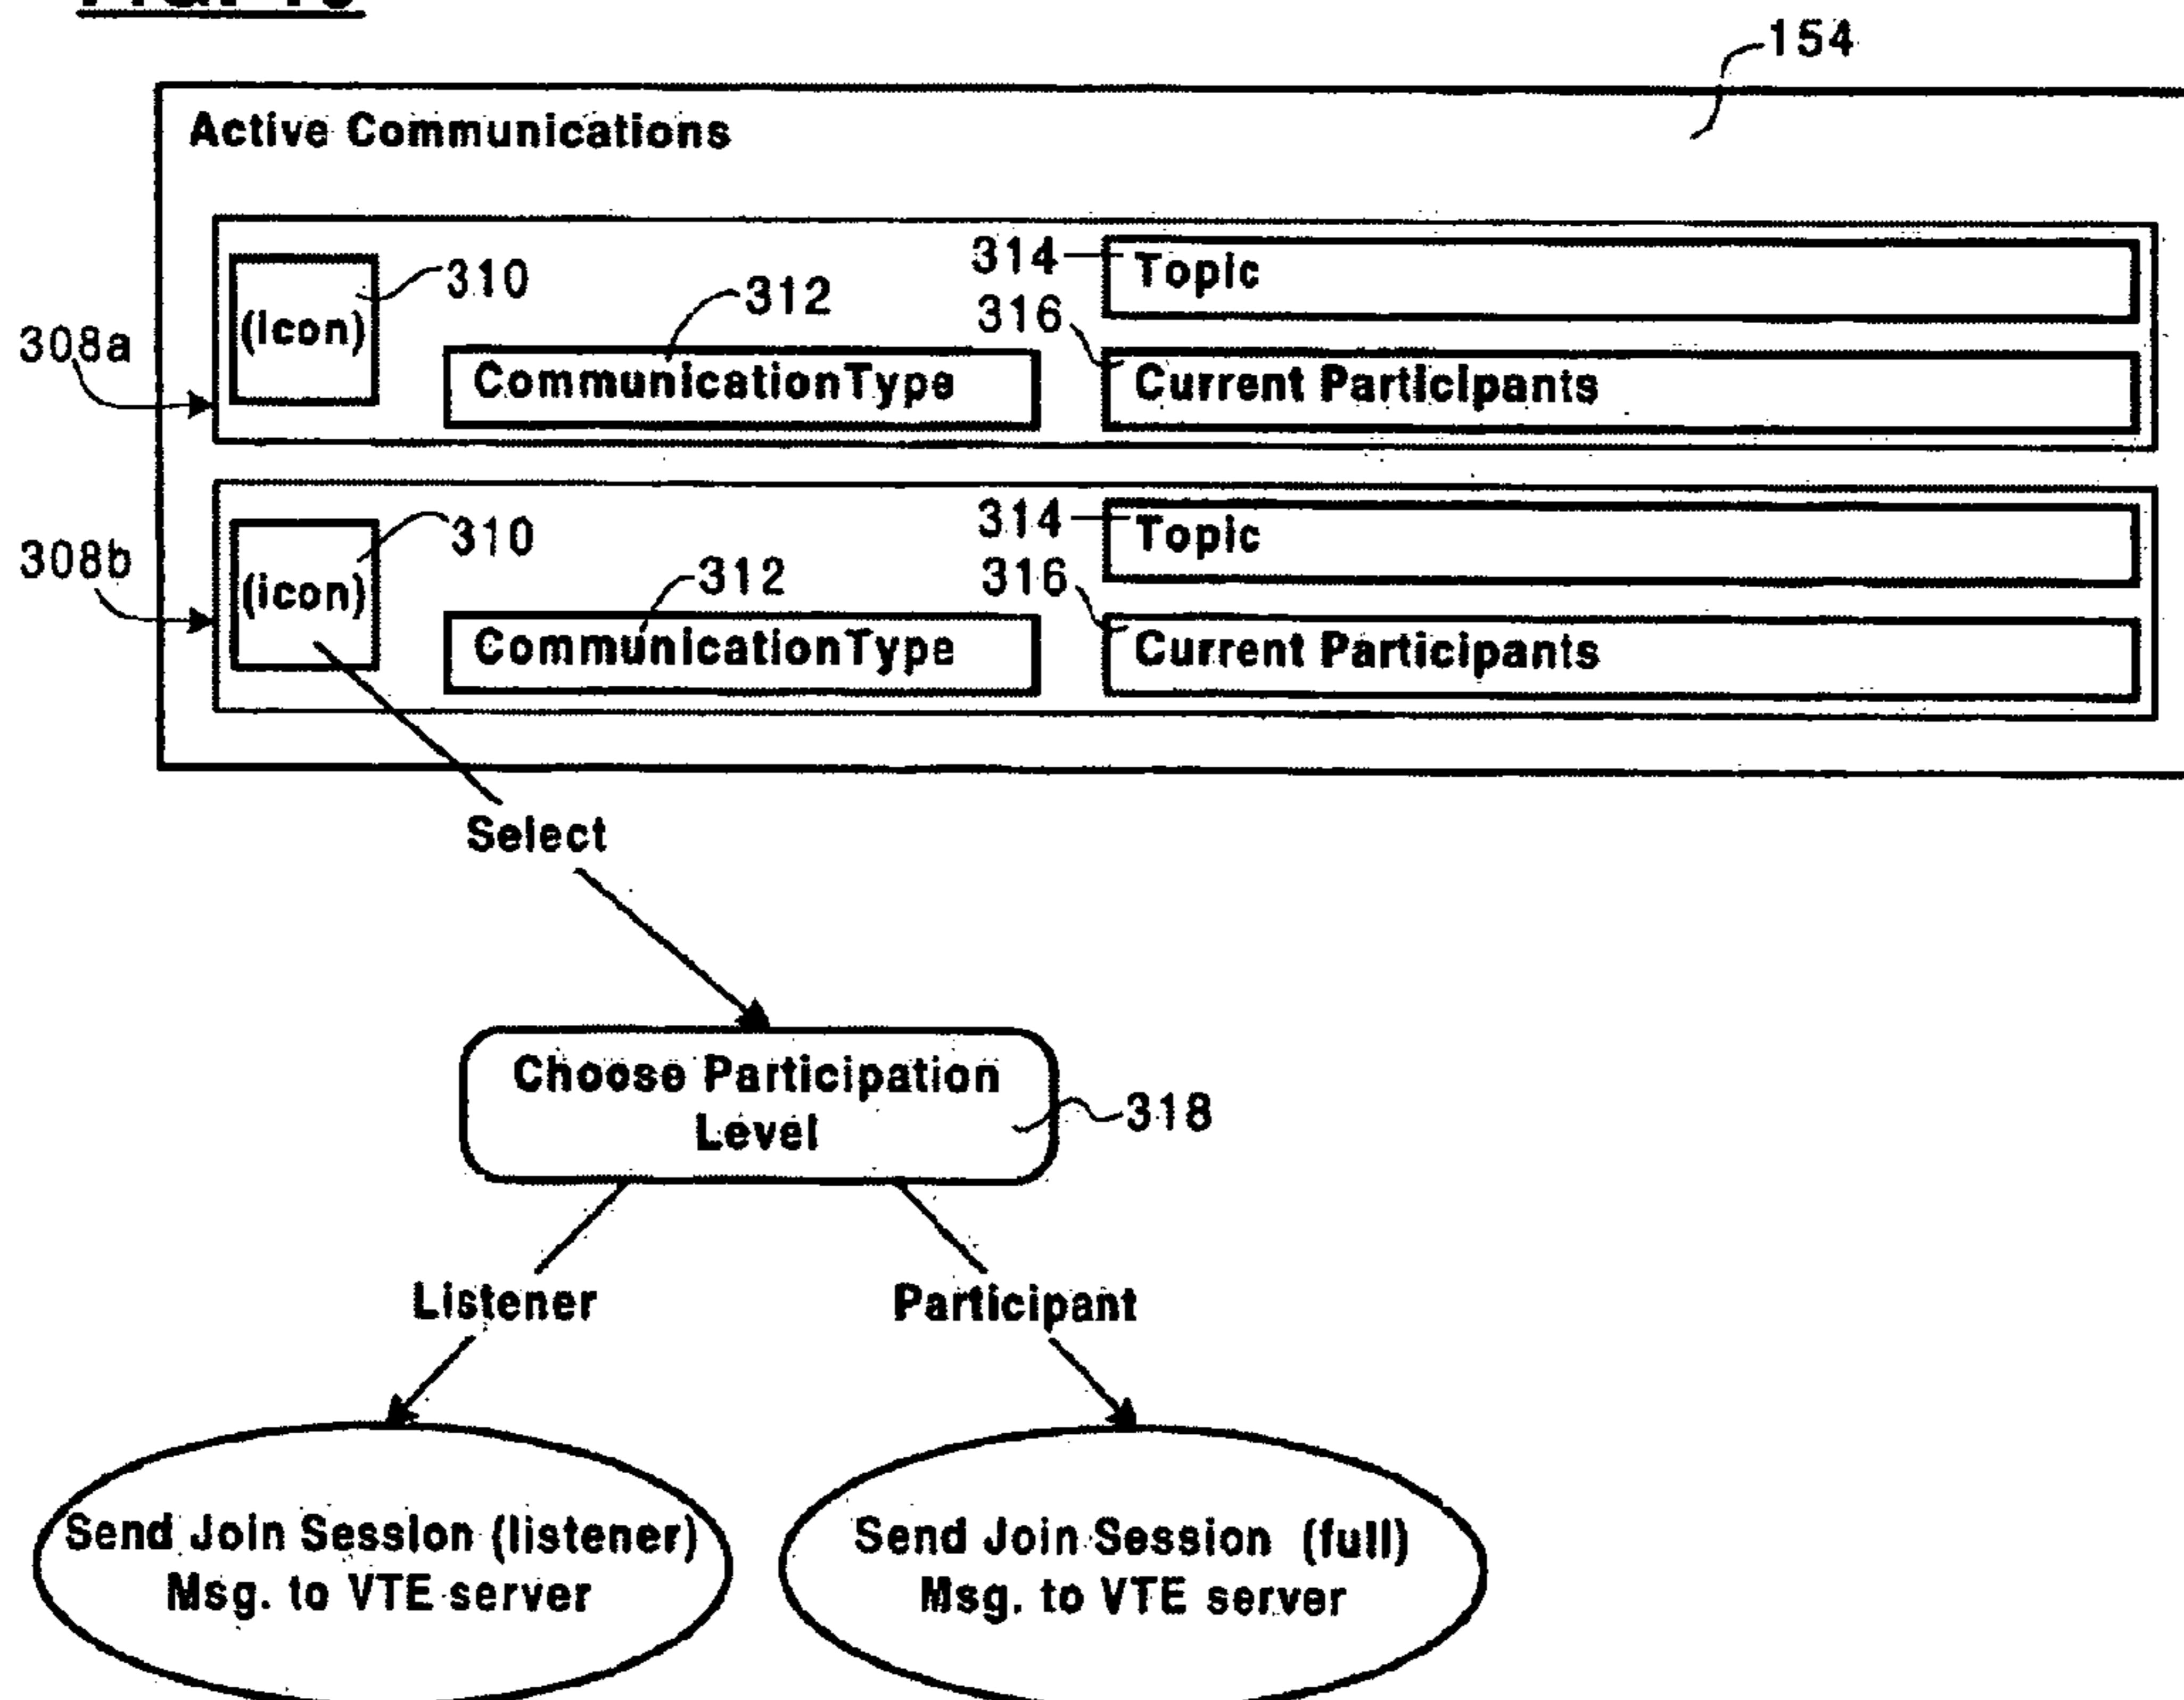 154
Active Communications
314
Topic
310
(icon)
312
316
308a
CommunicationType
Current Participants
314
Topic
310
308b
(icon)
312
316
CommunicationType
Current Participants
Select
Choose Participation
Level
318
Listener
Participant
Send Join Session (listener)
Msg. to VTE server
Send Join Session (full)
Msg. to VTE server